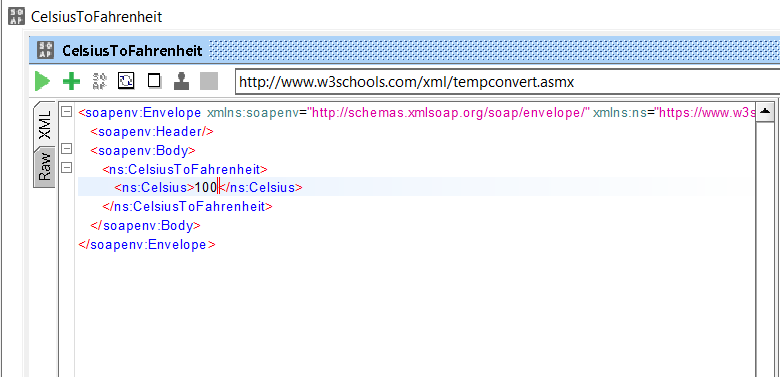 CelsiusToFahrenheit
CelsiusToFahrenheit
http://www.w3schools.com/xml/tempconvert.asmx
XML
Raw
<soapenv:Envelope xmlns:soapenv="http://schemas.xmlsoap.org/soap/envelope/" xmlns:ns="https://www.w3s
<soapenv:Header/>
<soapenv:Body>
<ns:CelsiusToFahrenheit>
<ns:Celsius>100</ns:Celsius>
</ns:CelsiusToFahrenheit>
</soapenv:Body>
</soapenv:Envelope>